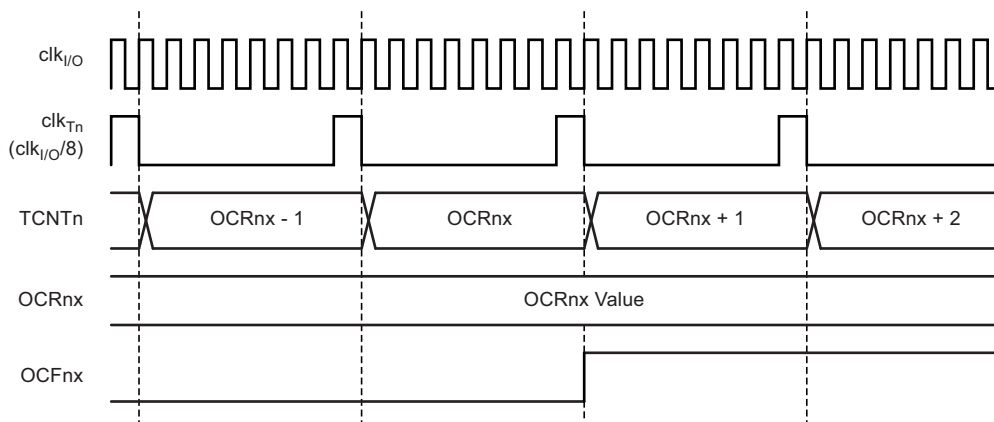 clkI/O
clkTn
(clkI/O/8)
TCNTn
OCRnx - 1
OCRnx
OCRnx + 1
OCRnx + 2
OCRnx
OCRnx Value
OCFnx